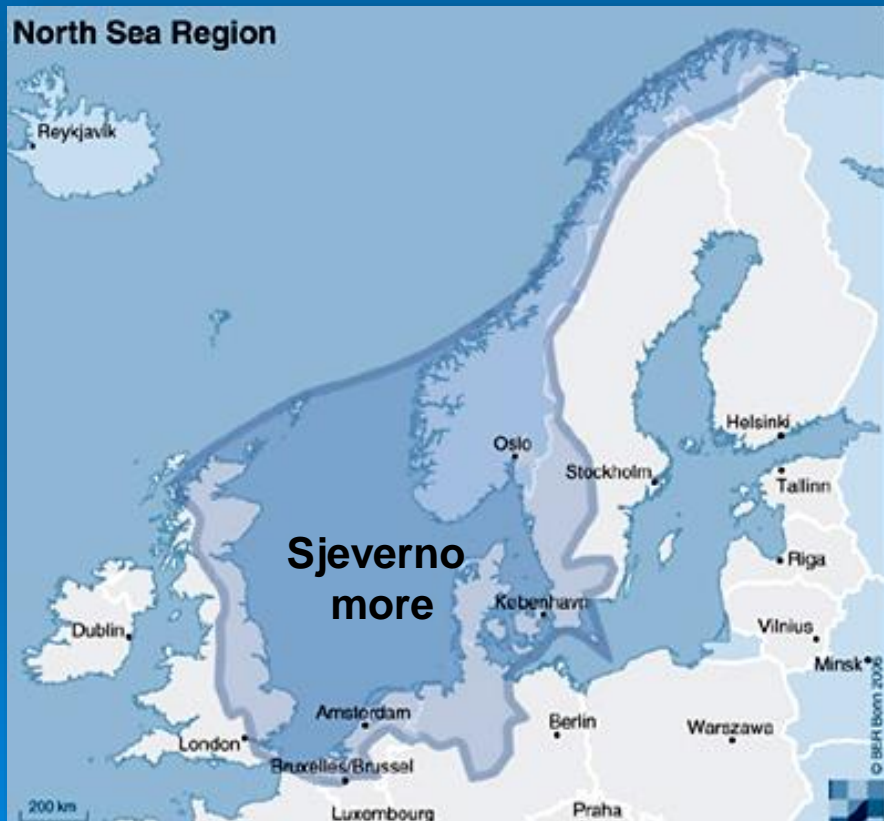 North Sea Region
Reykjavík
Oslo
Helsinki
Stockholm
Tallinn
Sjeverno
more
Riga
København
Dublin
Vilnius
Minsk
Amsterdam
Berlin
Warszawa
London
Bruxelles/Brussel
200 km
Luxembourg
Praha
© BBR Bonn 2006